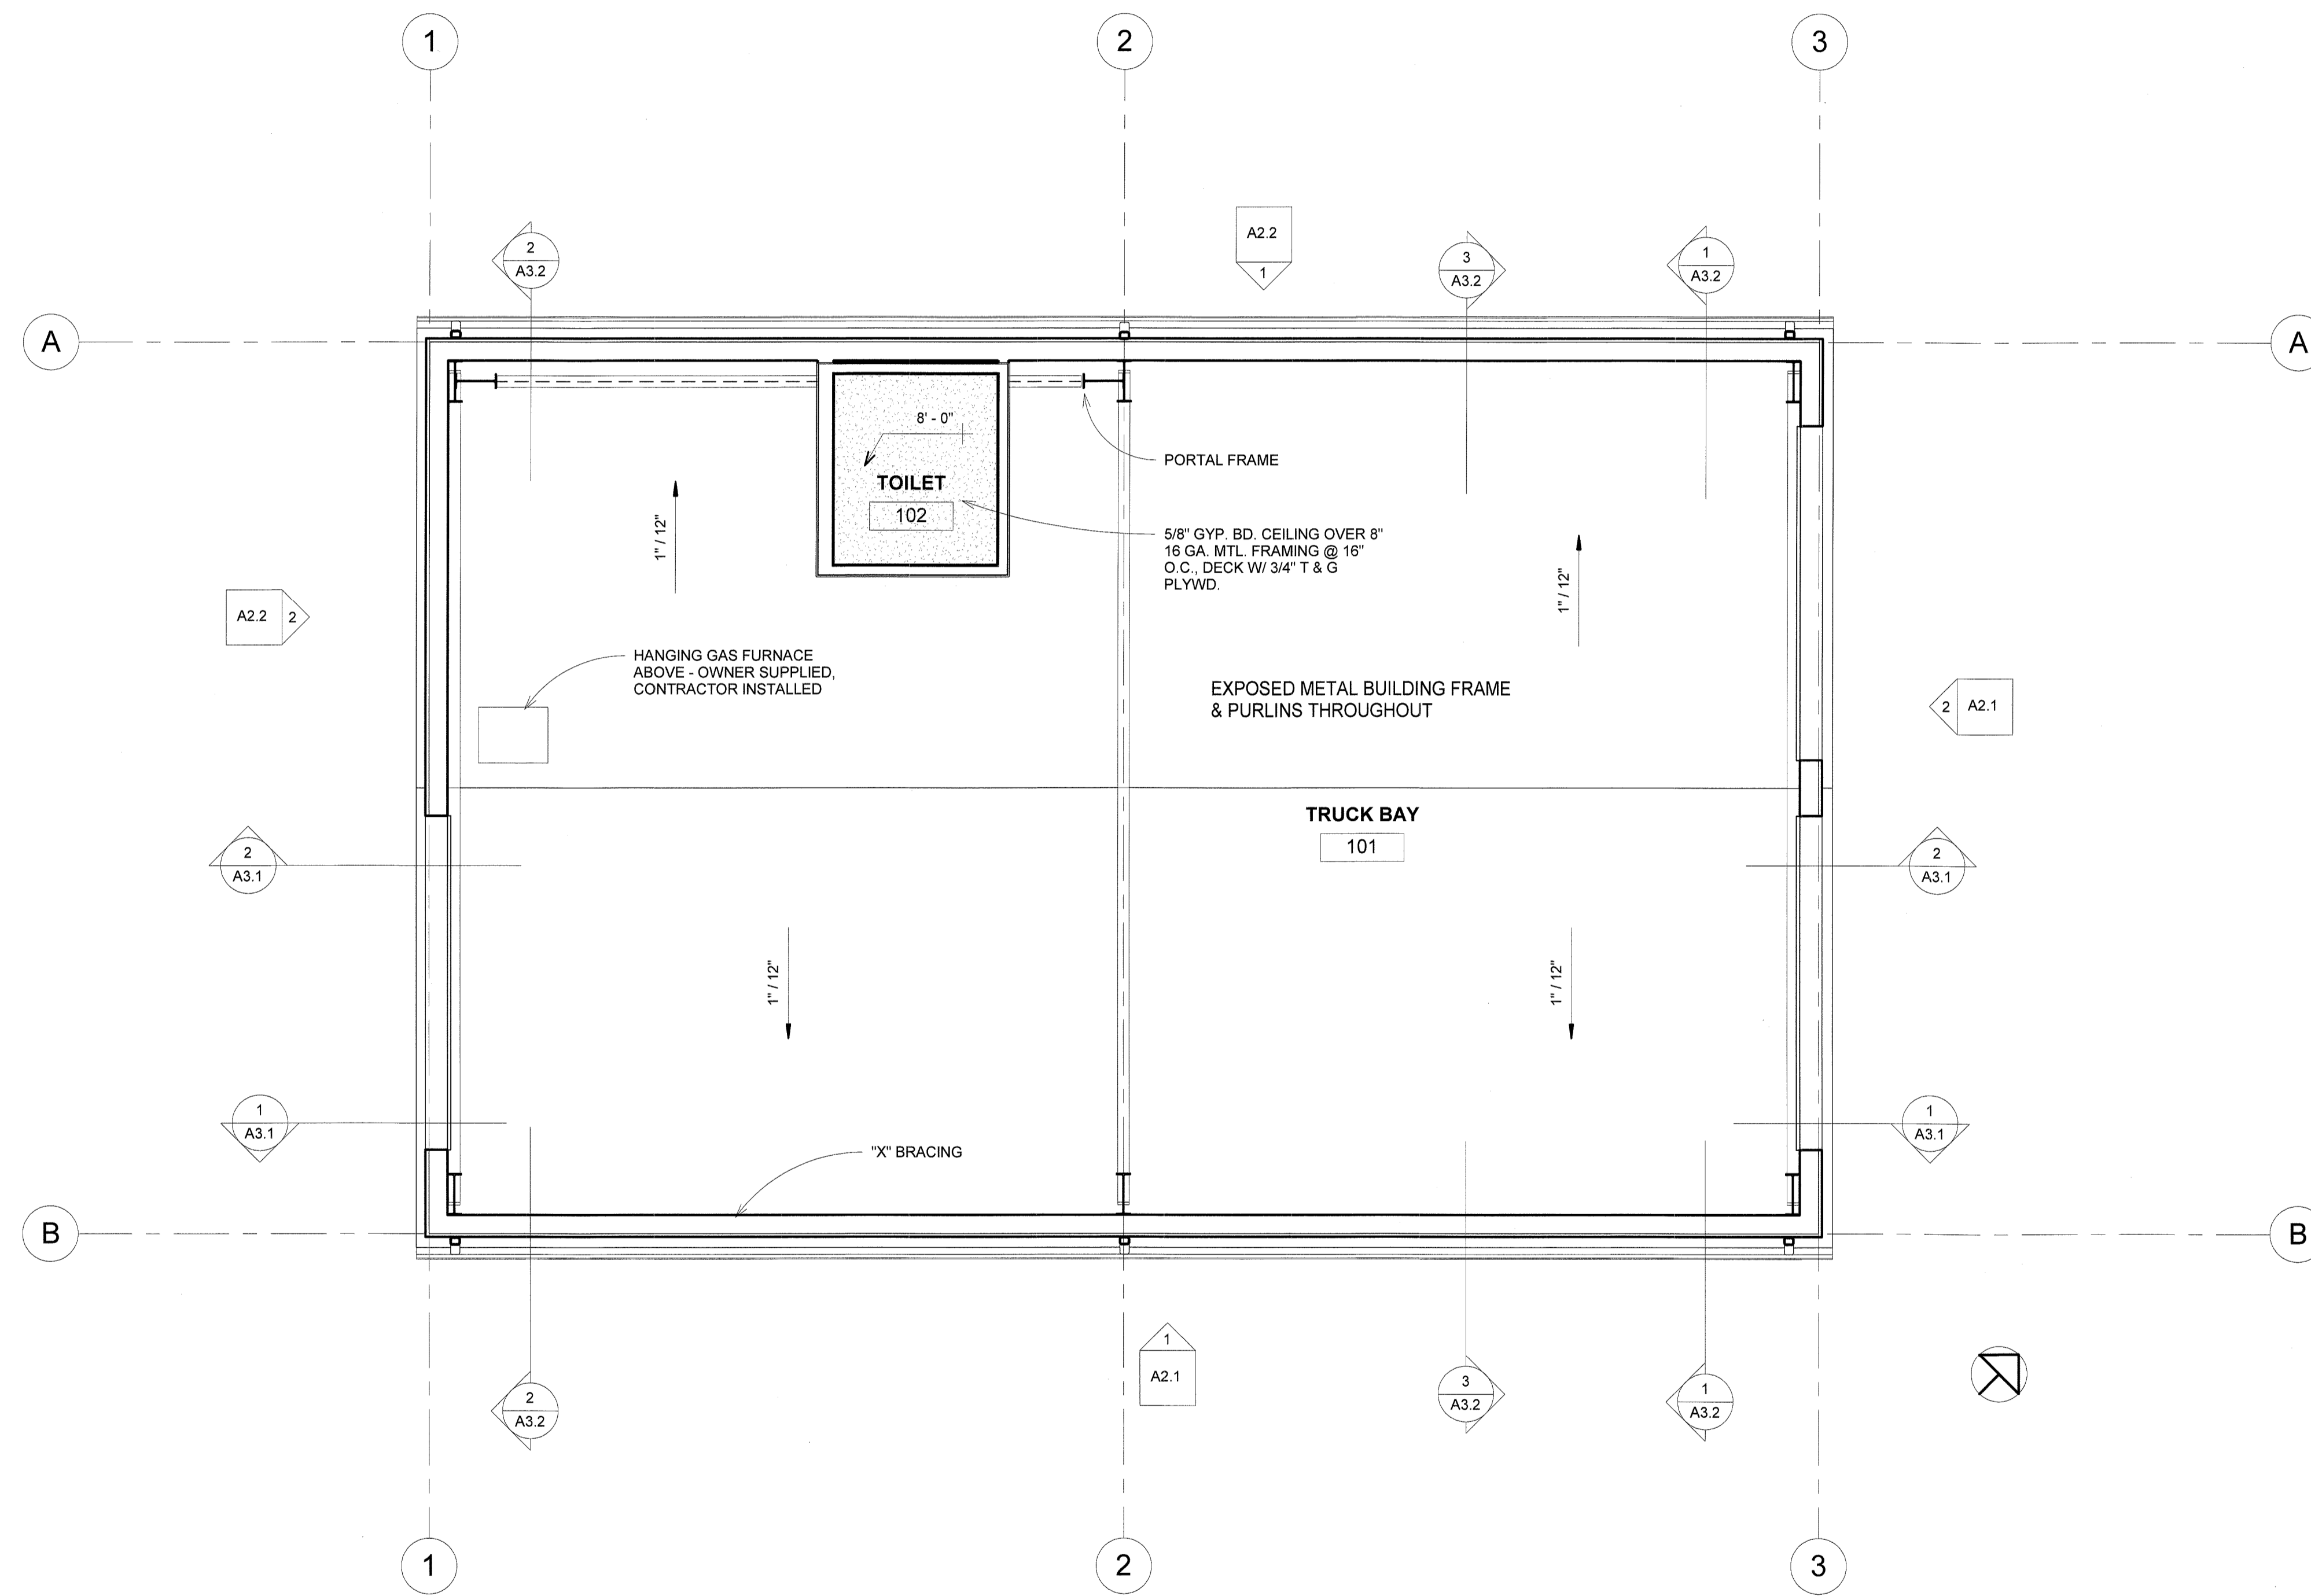 1
2
3
2
A3.2
A2.2
1
3
A3.2
1
A3.2
A
A
8' - 0"
TOILET
102
PORTAL FRAME
1" / 12"
5/8" GYP. BD. CEILING OVER 8"
16 GA. MTL. FRAMING @ 16"
O.C., DECK W/ 3/4" T & G
PLYWD.
1" / 12"
A2.2
2
HANGING GAS FURNACE
ABOVE - OWNER SUPPLIED,
CONTRACTOR INSTALLED
EXPOSED METAL BUILDING FRAME
& PURLINS THROUGHOUT
2
A2.1
TRUCK BAY
101
2
A3.1
2
A3.1
1" / 12"
1" / 12"
1
A3.1
1
A3.1
"X" BRACING
B
B
1
A2.1
2
A3.2
3
A3.2
1
A3.2
1
2
3